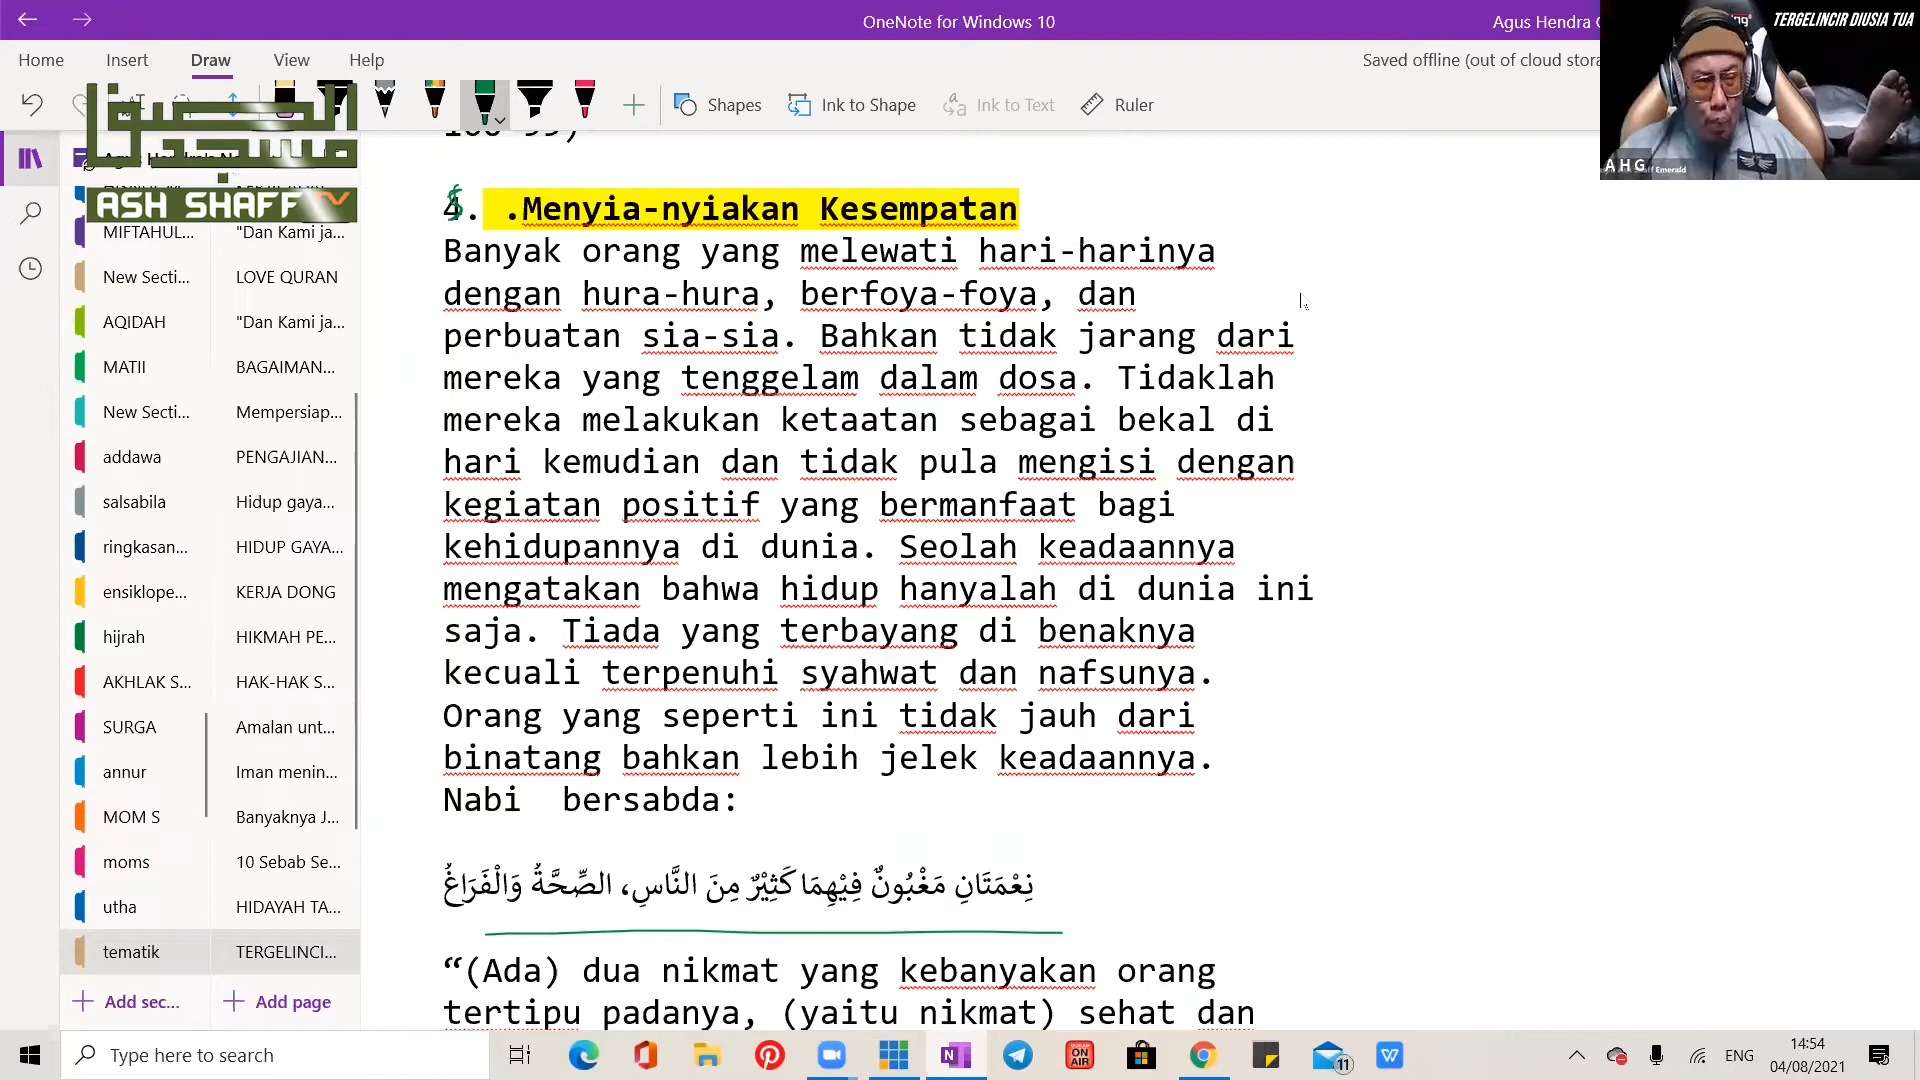 OneNote for Windows 10
Agus Hendra
TERGELINCIR DIUSIA TUA
Home Insert Draw View Help
Saved offline (out of cloud stora
Shapes Ink to Shape Ink to Text Ruler
ASH SHAFF TV
A H G
Emerald
MIFTAHUL... "Dan Kami ja...
New Secti... LOVE QURAN
AQIDAH "Dan Kami ja...
MATII BAGAIMAN...
New Secti... Mempersiap...
addawa PENGAJIAN...
salsabila Hidup gaya...
ringkasan... HIDUP GAYA...
ensiklope... KERJA DONG
hijrah HIKMAH PE...
AKHLAK S... HAK-HAK S...
SURGA Amalan unt...
annur Iman menin...
MOM S Banyaknya J...
moms 10 Sebab Se...
utha HIDAYAH TA...
tematik TERGELINCI...
Add sec... Add page
4. .Menyia-nyiakan Kesempatan
Banyak orang yang melewati hari-harinya
dengan hura-hura, berfoya-foya, dan
perbuatan sia-sia. Bahkan tidak jarang dari
mereka yang tenggelam dalam dosa. Tidaklah
mereka melakukan ketaatan sebagai bekal di
hari kemudian dan tidak pula mengisi dengan
kegiatan positif yang bermanfaat bagi
kehidupannya di dunia. Seolah keadaannya
mengatakan bahwa hidup hanyalah di dunia ini
saja. Tiada yang terbayang di benaknya
kecuali terpenuhi syahwat dan nafsunya.
Orang yang seperti ini tidak jauh dari
binatang bahkan lebih jelek keadaannya.
Nabi bersabda:
نِعْمَتَانِ مَغْبُونٌ فِيْهِمَا كَثِيْرٌ مِنَ النَّاسِ، الصِّحَّةُ وَالْفَرَاغُ
“(Ada) dua nikmat yang kebanyakan orang
tertipu padanya, (yaitu nikmat) sehat dan
Type here to search
ON AIR
11
ENG
14:54
04/08/2021